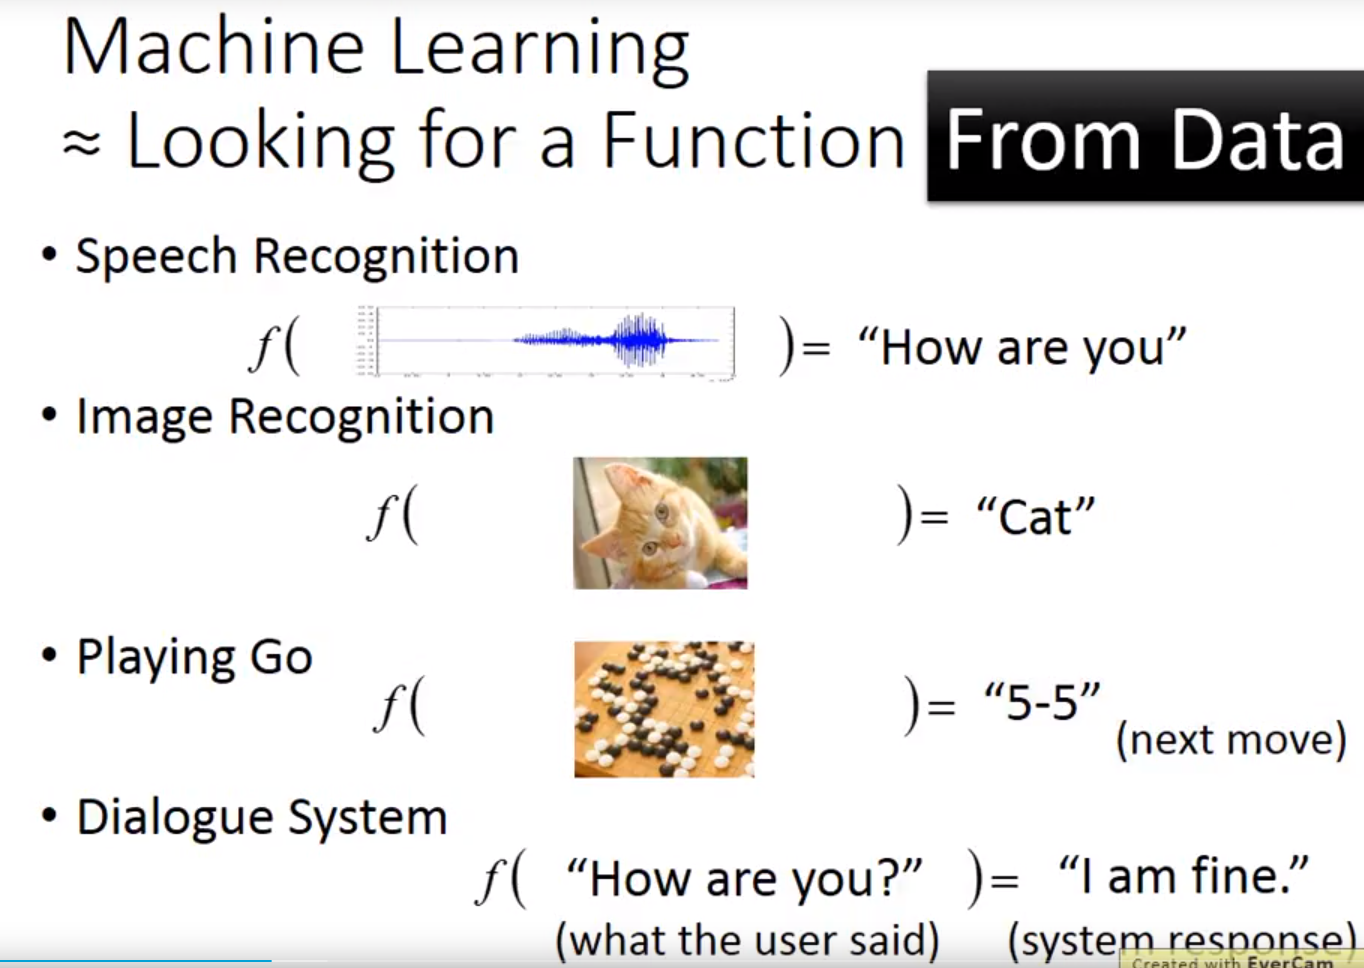 Machine Learning
≈ Looking for a Function From Data
• Speech Recognition
f( )= “How are you”
• Image Recognition
f( )= “Cat”
• Playing Go
f( )= “5-5”
(next move)
• Dialogue System
f( “How are you?” )= “I am fine.”
(what the user said) (system response)
Created with EverCam